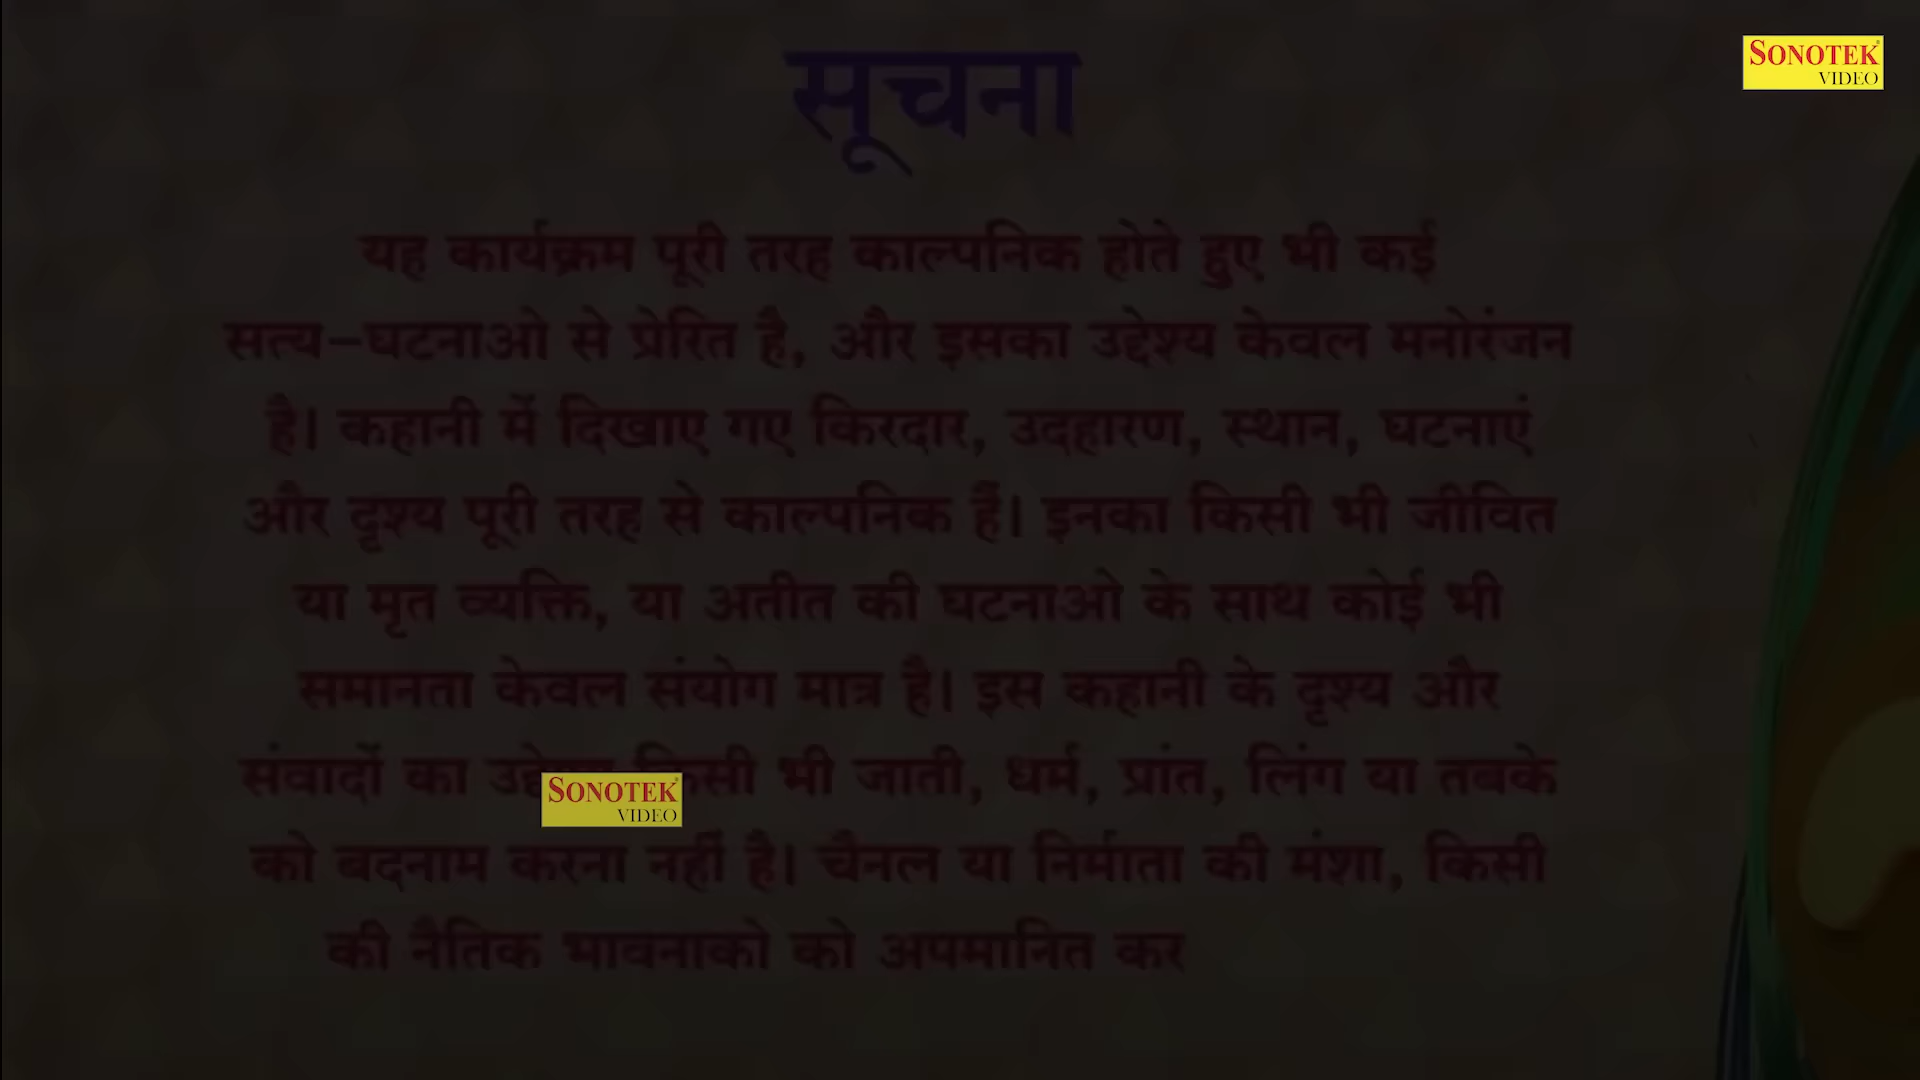 SONOTEK
VIDEO
सूचना
यह कार्यक्रम पूरी तरह काल्पनिक होते हुए भी कई
सत्य-घटनाओ से प्रेरित है, और इसका उद्देश्य केवल मनोरंजन
है। कहानी में दिखाए गए किरदार, उदहारण, स्थान, घटनाएं
और दृश्य पूरी तरह से काल्पनिक हैं। इनका किसी भी जीवित
या मृत व्यक्ति, या अतीत की घटनाओ के साथ कोई भी
समानता केवल संयोग मात्र है। इस कहानी के दृश्य और
संवादों का किसी भी जाती, धर्म, प्रांत, लिंग या तबके
SONOTEK
VIDEO
को बदनाम करना नहीं है। चैनल या निर्माता की मंशा, किसी
की नैतिक भावनाको को अपमानित कर